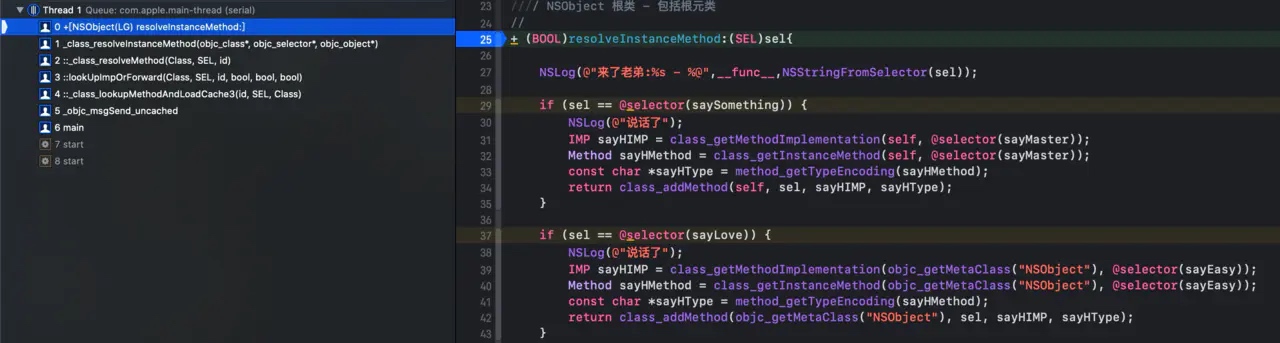 Thread 1 Queue: com.apple.main-thread (serial)
0 +[NSObject(LG) resolveInstanceMethod:]
1 _class_resolveInstanceMethod(objc_class*, objc_selector*, objc_object*)
2 ::_class_resolveMethod(Class, SEL, id)
3 ::lookUpImpOrForward(Class, SEL, id, bool, bool, bool)
4 ::_class_lookupMethodAndLoadCache3(id, SEL, Class)
5 _objc_msgSend_uncached
6 main
7 start
8 start
23 //// NSObject 根类 - 包括根元类
24 //
25 + (BOOL)resolveInstanceMethod:(SEL)sel{
26
27 NSLog(@"来了老弟:%s - %@",__func__,NSStringFromSelector(sel));
28
29 if (sel == @selector(saySomething)) {
30 NSLog(@"说话了");
31 IMP sayHIMP = class_getMethodImplementation(self, @selector(sayMaster));
32 Method sayHMethod = class_getInstanceMethod(self, @selector(sayMaster));
33 const char *sayHType = method_getTypeEncoding(sayHMethod);
34 return class_addMethod(self, sel, sayHIMP, sayHType);
35 }
36
37 if (sel == @selector(sayLove)) {
38 NSLog(@"说话了");
39 IMP sayHIMP = class_getMethodImplementation(objc_getMetaClass("NSObject"), @selector(sayEasy));
40 Method sayHMethod = class_getInstanceMethod(objc_getMetaClass("NSObject"), @selector(sayEasy));
41 const char *sayHType = method_getTypeEncoding(sayHMethod);
42 return class_addMethod(objc_getMetaClass("NSObject"), sel, sayHIMP, sayHType);
43 }